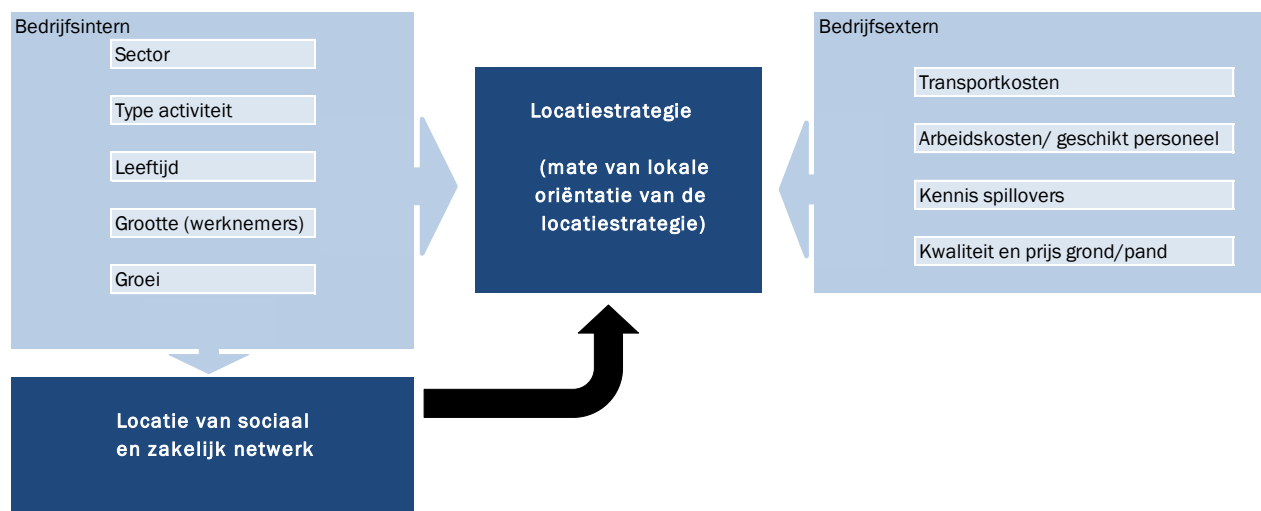 Bedrijfsintern
Sector
Type activiteit
Leeftijd
Grootte (werknemers)
Groei
Locatiestrategie
(mate van lokale
oriëntatie van de
locatiestrategie)
Bedrijfsextern
Transportkosten
Arbeidskosten/ geschikt personeel
Kennis spillovers
Kwaliteit en prijs grond/pand
Locatie van sociaal
en zakelijk netwerk